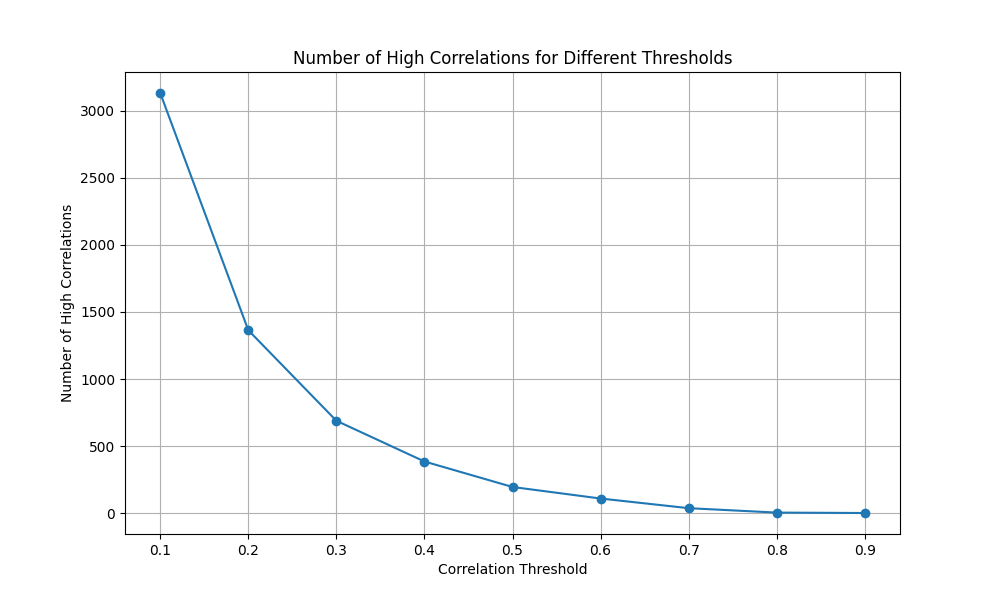 Number of High Correlations for Different Thresholds
Number of High Correlations
3000
2500
2000
1500
1000
500
0
0.1 0.2 0.3 0.4 0.5 0.6 0.7 0.8 0.9
Correlation Threshold